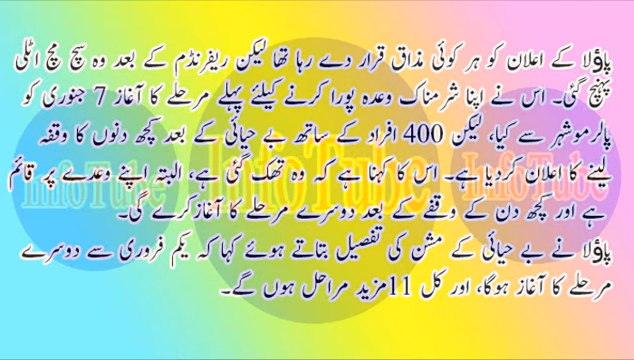 پاؤلا کے اعلان کو ہر کوئی مذاق قرار دے رہا تھا لیکن ریفرنڈم کے بعد وہ سچ مچ اٹلی
پہنچ گئی۔ اس نے اپنا شرمناک وعدہ پورا کرنے کیلئے پہلے مرحلے کا آغاز 7 جنوری کو
پالرمو شہر سے کیا، لیکن 400 افراد کے ساتھ بے حیائی کے بعد کچھ دنوں کا وقفہ
لینے کا اعلان کردیا ہے۔ اس کا کہنا ہے کہ وہ تھک گئی ہے، البتہ اپنے وعدے پر قائم
ہے اور کچھ دن کے وقفے کے بعد دوسرے مرحلے کا آغاز کرے گی۔
پاؤلا نے بے حیائی کے مشن کی تفصیل بتاتے ہوئے کہا کہ یکم فروری سے دوسرے
مرحلے کا آغاز ہوگا، اور کل 11 مزید مراحل ہوں گے۔
InfoTube InfoTube InfoTube